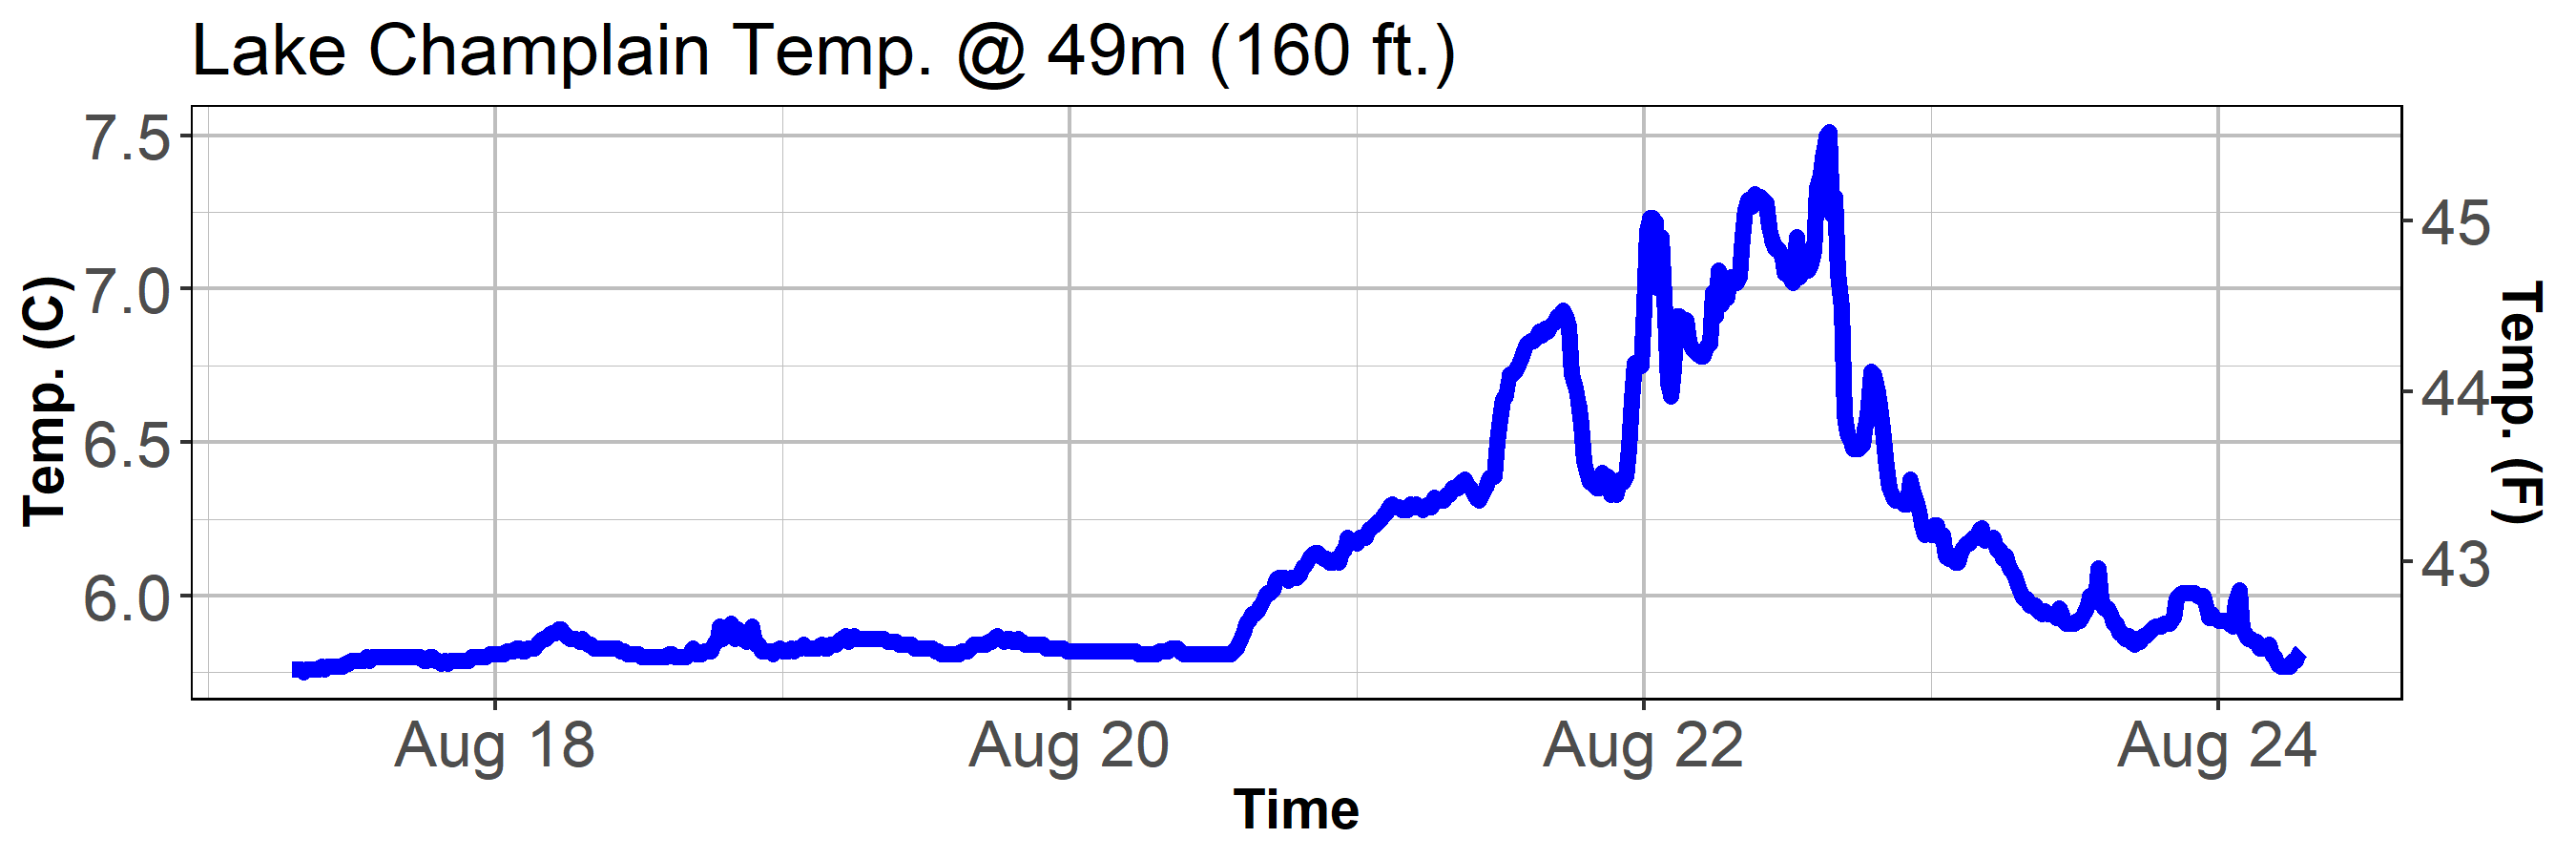 Lake Champlain Temp. @ 49m (160 ft.)
7.5
7.0
6.5
6.0
Temp. (C)
45
44
43
Temp. (F)
Aug 18 Aug 20 Aug 22 Aug 24
Time